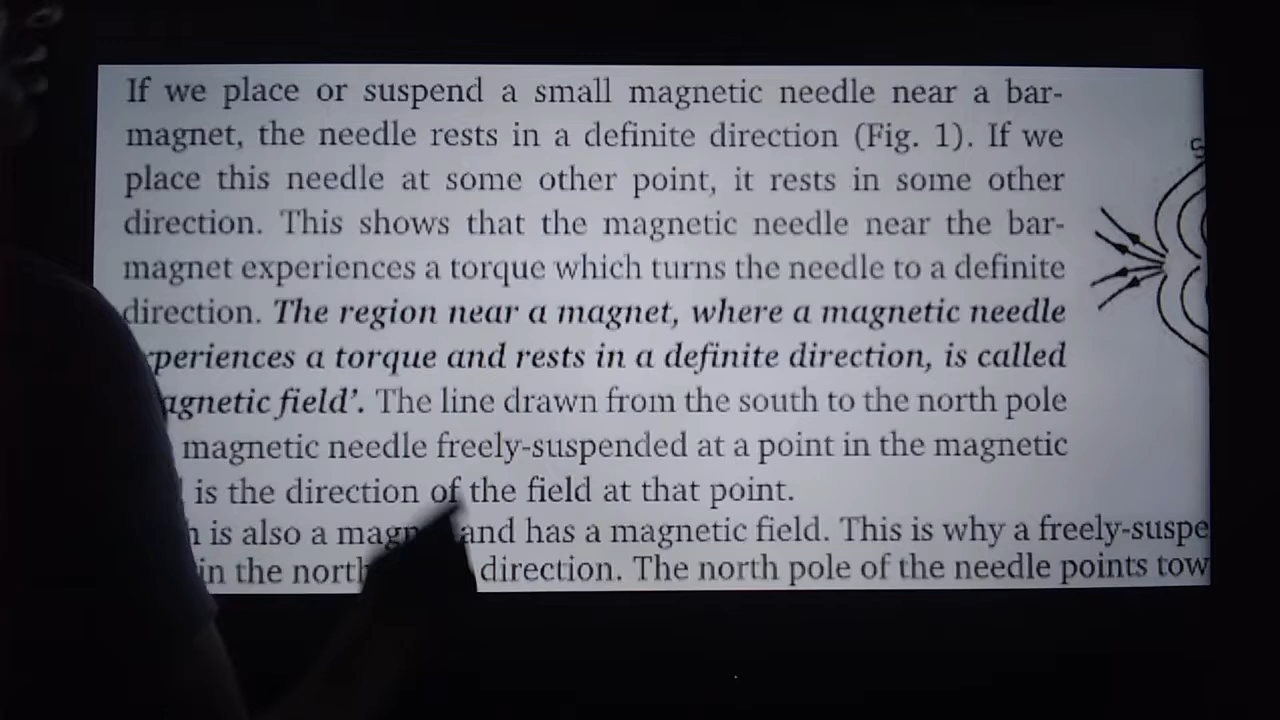 If we place or suspend a small magnetic needle near a bar-
magnet, the needle rests in a definite direction (Fig. 1). If we
place this needle at some other point, it rests in some other
direction. This shows that the magnetic needle near the bar-
magnet experiences a torque which turns the needle to a definite
direction. The region near a magnet, where a magnetic needle
periences a torque and rests in a definite direction, is called
agnetic field’. The line drawn from the south to the north pole
magnetic needle freely-suspended at a point in the magnetic
is the direction of the field at that point.
is also a magn and has a magnetic field. This is why a freely-suspe
in the north direction. The north pole of the needle points tow